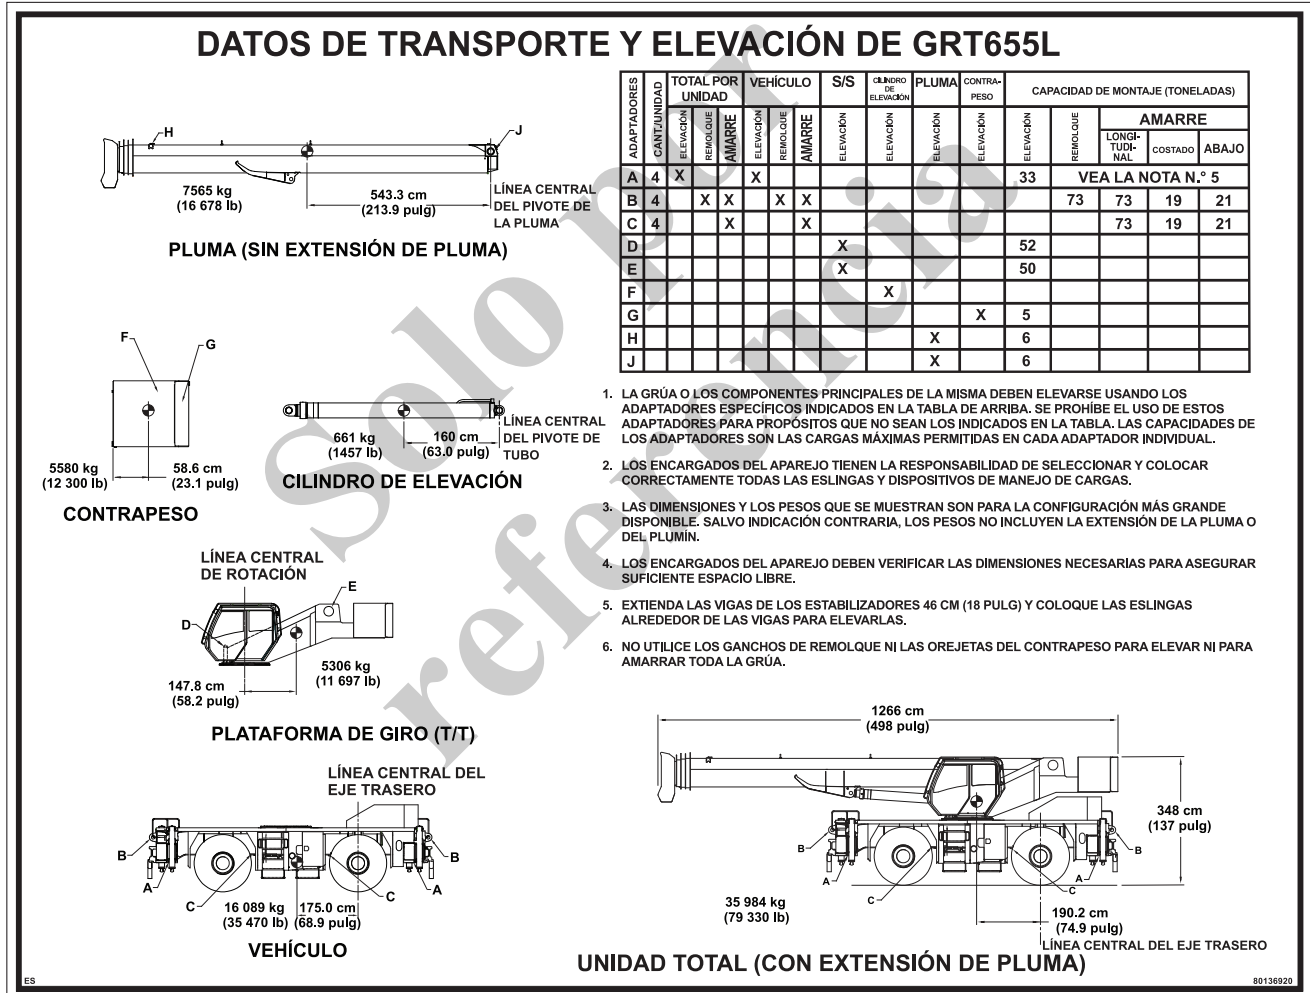 DATOS DE TRANSPORTE Y ELEVACIÓN DE GRT655L
H
J
7565 kg
(16 678 lb)
543.3 cm
(213.9 pulg)
LÍNEA CENTRAL
DEL PIVOTE DE
LA PLUMA
PLUMA (SIN EXTENSIÓN DE PLUMA)
ADAPTADORES
CANT./UNIDAD
TOTAL POR
UNIDAD
VEHÍCULO
S/S
CILINDRO
DE
ELEVACIÓN
PLUMA
CONTRA-
PESO
CAPACIDAD DE MONTAJE (TONELADAS)
ELEVACIÓN
REMOLQUE
AMARRE
ELEVACIÓN
REMOLQUE
AMARRE
ELEVACIÓN
ELEVACIÓN
ELEVACIÓN
ELEVACIÓN
ELEVACIÓN
REMOLQUE
AMARRE
LONGI-
TUDI-
NAL
COSTADO
ABAJO
A 4 X X 33 VEA LA NOTA N.° 5
B 4 X X X X 73 73 19 21
C 4 X X 73 19 21
D X 52
E X 50
F X
G X 5
H X 6
J X 6
F
G
5580 kg
(12 300 lb)
58.6 cm
(23.1 pulg)
CONTRAPESO
661 kg
(1457 lb)
160 cm
(63.0 pulg)
LÍNEA CENTRAL
DEL PIVOTE DE
TUBO
CILINDRO DE ELEVACIÓN
LÍNEA CENTRAL
DE ROTACIÓN
E
D
5306 kg
(11 697 lb)
147.8 cm
(58.2 pulg)
PLATAFORMA DE GIRO (T/T)
LÍNEA CENTRAL DEL
EJE TRASERO
B
B
A
A
C
C
16 089 kg
(35 470 lb)
175.0 cm
(68.9 pulg)
VEHÍCULO
1. LA GRÚA O LOS COMPONENTES PRINCIPALES DE LA MISMA DEBEN ELEVARSE USANDO LOS
ADAPTADORES ESPECÍFICOS INDICADOS EN LA TABLA DE ARRIBA. SE PROHÍBE EL USO DE ESTOS
ADAPTADORES PARA PROPÓSITOS QUE NO SEAN LOS INDICADOS EN LA TABLA. LAS CAPACIDADES DE
LOS ADAPTADORES SON LAS CARGAS MÁXIMAS PERMITIDAS EN CADA ADAPTADOR INDIVIDUAL.
2. LOS ENCARGADOS DEL APAREJO TIENEN LA RESPONSABILIDAD DE SELECCIONAR Y COLOCAR
CORRECTAMENTE TODAS LAS ESLINGAS Y DISPOSITIVOS DE MANEJO DE CARGAS.
3. LAS DIMENSIONES Y LOS PESOS QUE SE MUESTRAN SON PARA LA CONFIGURACIÓN MÁS GRANDE
DISPONIBLE. SALVO INDICACIÓN CONTRARIA, LOS PESOS NO INCLUYEN LA EXTENSIÓN DE LA PLUMA O
DEL PLUMÍN.
4. LOS ENCARGADOS DEL APAREJO DEBEN VERIFICAR LAS DIMENSIONES NECESARIAS PARA ASEGURAR
SUFICIENTE ESPACIO LIBRE.
5. EXTIENDA LAS VIGAS DE LOS ESTABILIZADORES 46 CM (18 PULG) Y COLOQUE LAS ESLINGAS
ALREDEDOR DE LAS VIGAS PARA ELEVARLAS.
6. NO UTILICE LOS GANCHOS DE REMOLQUE NI LAS OREJETAS DEL CONTRAPESO PARA ELEVAR NI PARA
AMARRAR TODA LA GRÚA.
1266 cm
(498 pulg)
348 cm
(137 pulg)
B
B
A
A
C
C
35 984 kg
(79 330 lb)
190.2 cm
(74.9 pulg)
LÍNEA CENTRAL DEL EJE TRASERO
UNIDAD TOTAL (CON EXTENSIÓN DE PLUMA)
ES
80136920
Solo por
referencia